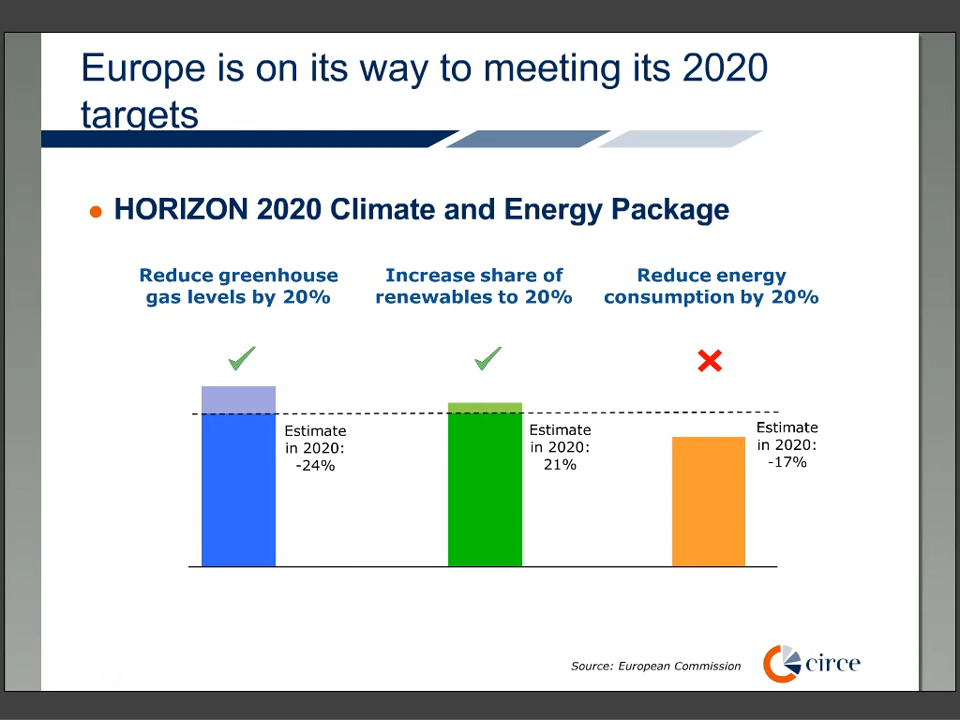 Europe is on its way to meeting its 2020
targets
● HORIZON 2020 Climate and Energy Package
Reduce greenhouse
gas levels by 20%
Increase share of
renewables to 20%
Reduce energy
consumption by 20%
Estimate
in 2020:
-24%
Estimate
in 2020:
21%
Estimate
in 2020:
-17%
Source: European Commission
circe